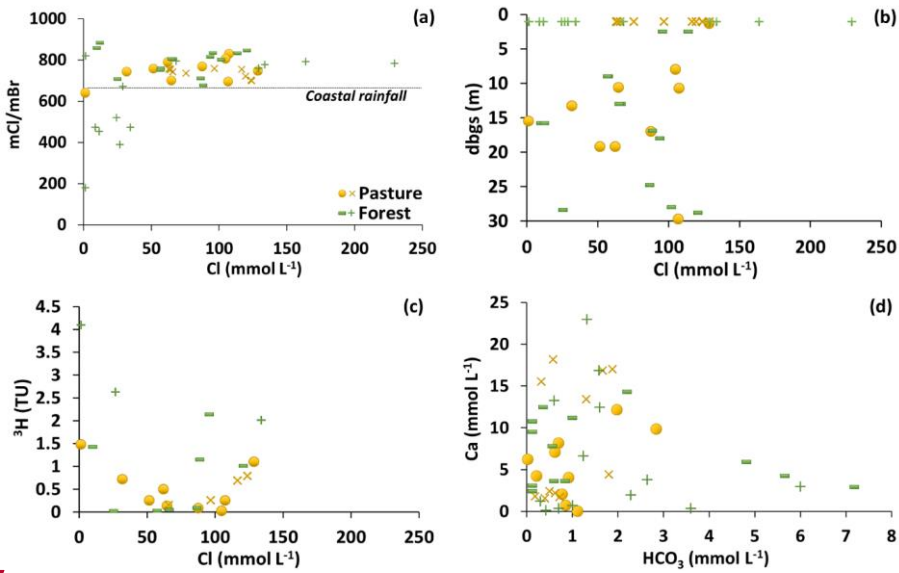 (a)
1000
800
600
400
200
0
mCl/mBr
Coastal rainfall
Pasture
Forest
0 50 100 150 200 250
Cl (mmol L⁻¹)
(b)
0
5
10
15
20
25
30
dbgs (m)
0 50 100 150 200 250
Cl (mmol L⁻¹)
(c)
4.5
4
3.5
3
2.5
2
1.5
1
0.5
0
³H (TU)
0 50 100 150 200 250
Cl (mmol L⁻¹)
(d)
25
20
15
10
5
0
Ca (mmol L⁻¹)
0 1 2 3 4 5 6 7 8
HCO₃ (mmol L⁻¹)